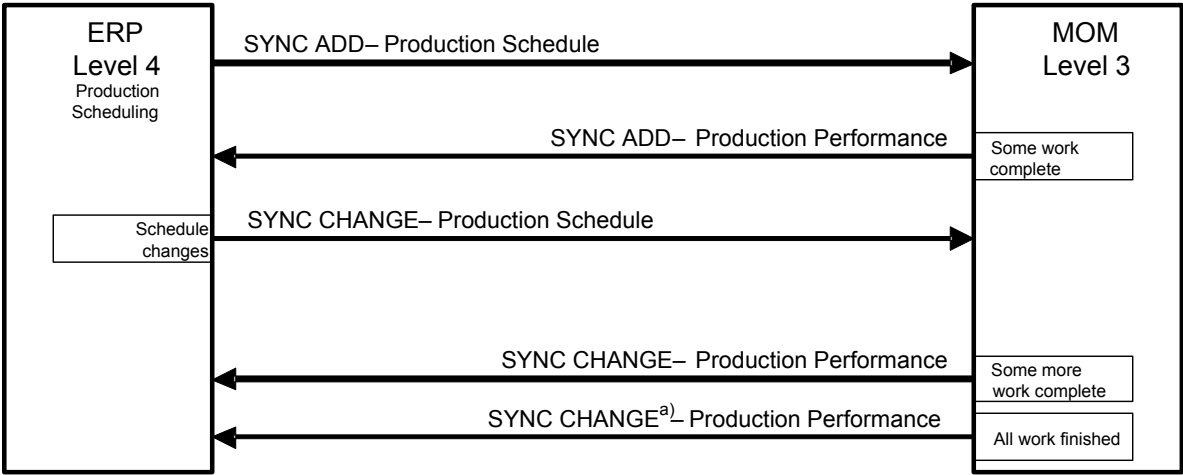 ERP
Level 4
Production
Scheduling
MOM
Level 3
SYNC ADD– Production Schedule
SYNC ADD– Production Performance
Some work
complete
Schedule
changes
SYNC CHANGE– Production Schedule
SYNC CHANGE– Production Performance
Some more
work complete
SYNC CHANGEa)– Production Performance
All work finished